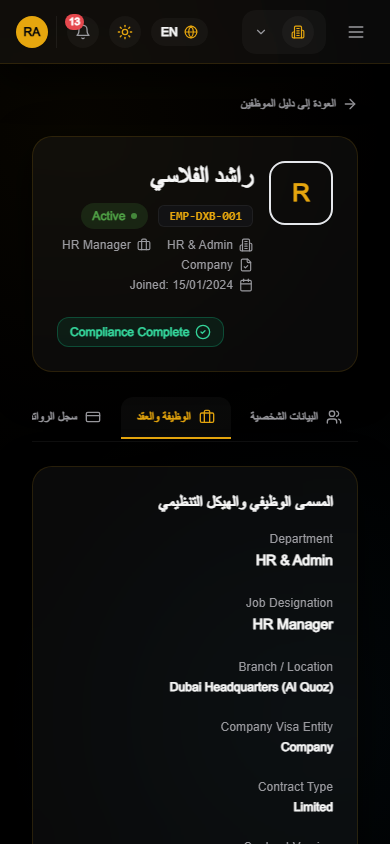 RA
13
EN
العودة إلى دليل الموظفين
راشد الفلاسي
R
EMP-DXB-001
Active
HR & Admin
HR Manager
Company
Joined: 15/01/2024
Compliance Complete
البيانات الشخصية
الوظيفة والعقد
سجل الرواتب
المسمى الوظيفي والهيكل التنظيمي
Department
HR & Admin
Job Designation
HR Manager
Branch / Location
Dubai Headquarters (Al Quoz)
Company Visa Entity
Company
Contract Type
Limited